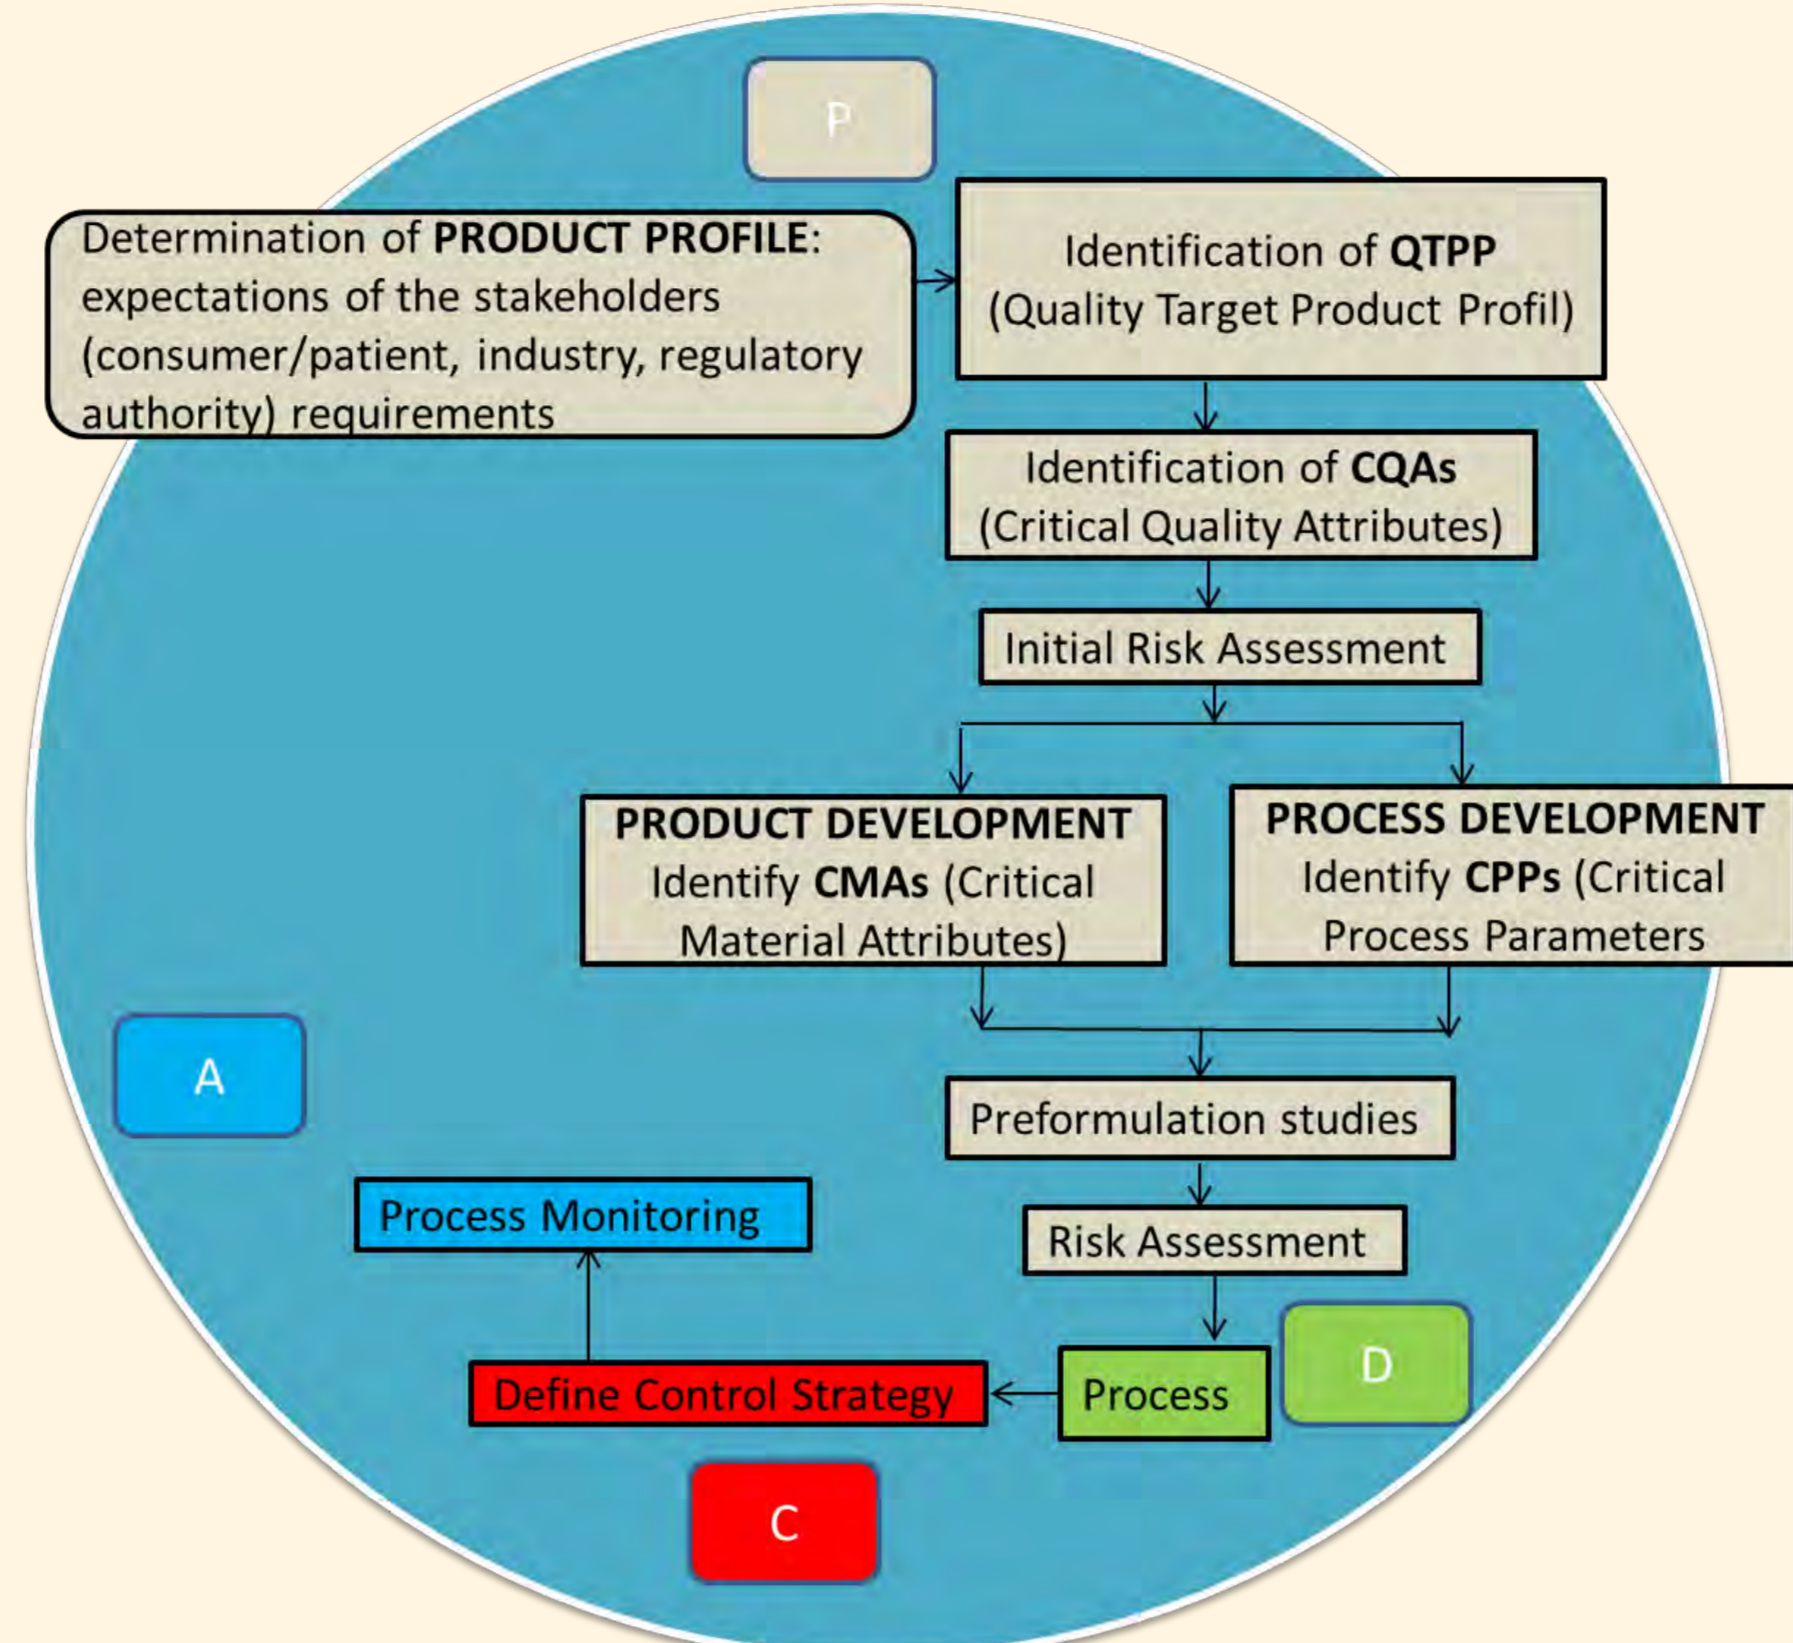 P
Determination of PRODUCT PROFILE:
expectations of the stakeholders
(consumer/patient, industry, regulatory
authority) requirements
Identification of QTPP
(Quality Target Product Profil)
Identification of CQAs
(Critical Quality Attributes)
Initial Risk Assessment
PRODUCT DEVELOPMENT
Identify CMAs (Critical
Material Attributes)
PROCESS DEVELOPMENT
Identify CPPs (Critical
Process Parameters
Preformulation studies
Risk Assessment
D
Process
Define Control Strategy
C
Process Monitoring
A